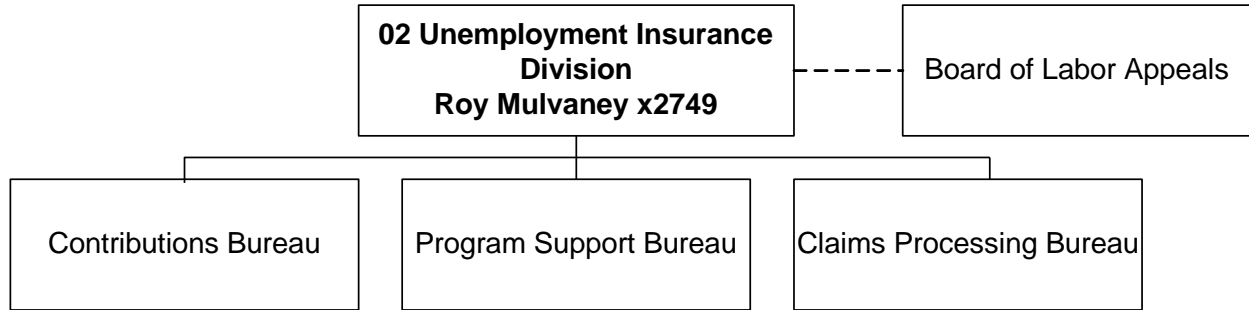 02 Unemployment Insurance
Division
Roy Mulvaney x2749
Board of Labor Appeals
Contributions Bureau
Program Support Bureau
Claims Processing Bureau